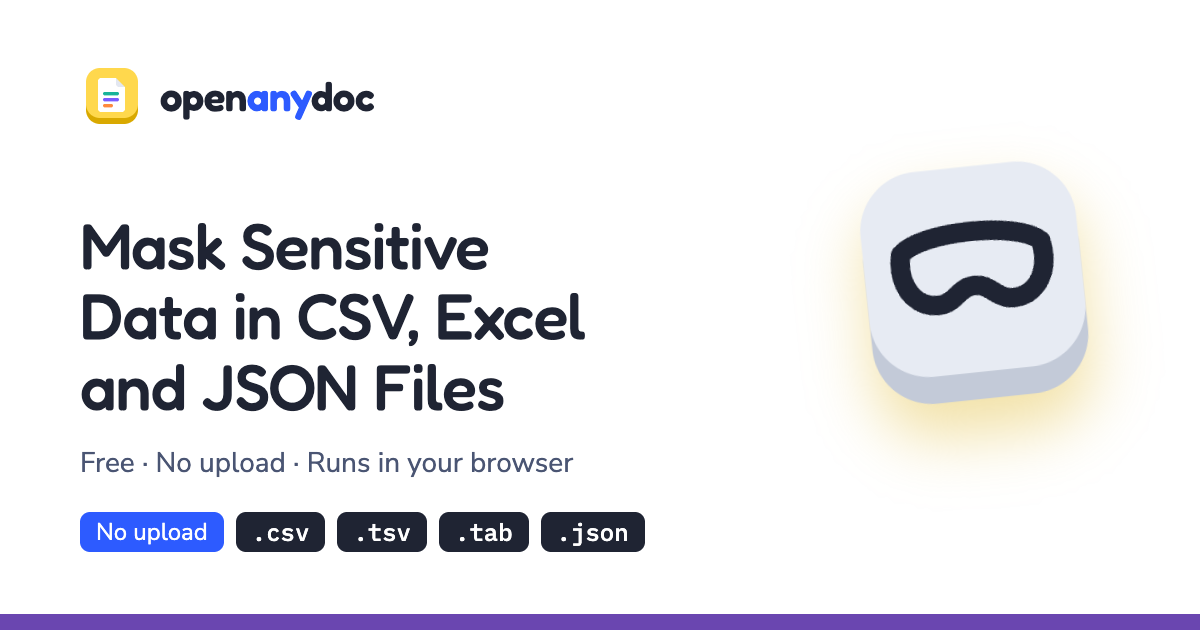 openanydoc
Mask Sensitive
Data in CSV, Excel
and JSON Files
Free · No upload · Runs in your browser
No upload .csv .tsv .tab .json